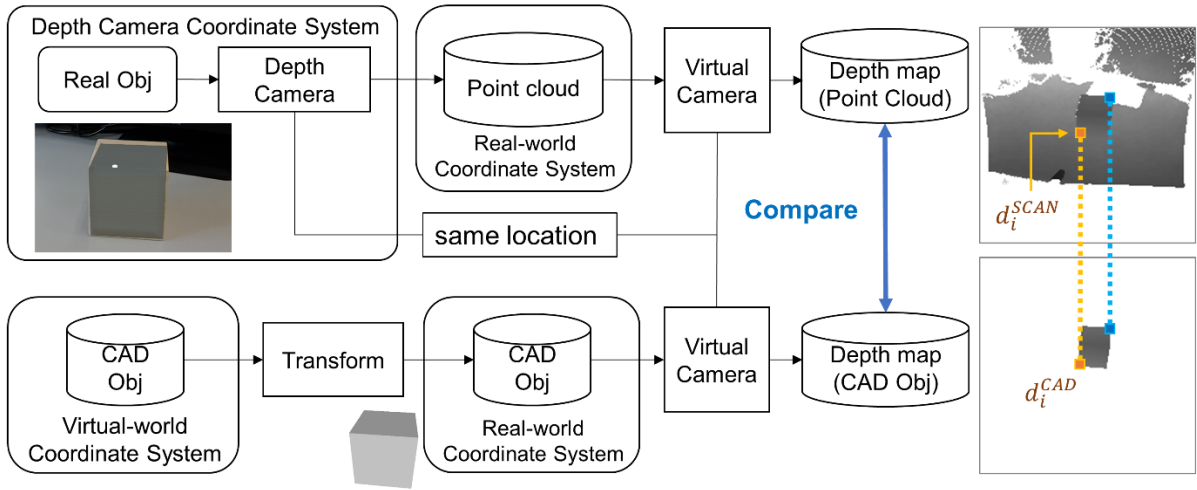 Depth Camera Coordinate System
Real Obj
Depth
Camera
Point cloud
Real-world
Coordinate System
Virtual
Camera
Depth map
(Point Cloud)
d_i^{SCAN}
same location
Compare
CAD
Obj
Virtual-world
Coordinate System
Transform
CAD
Obj
Real-world
Coordinate System
Virtual
Camera
Depth map
(CAD Obj)
d_i^{CAD}